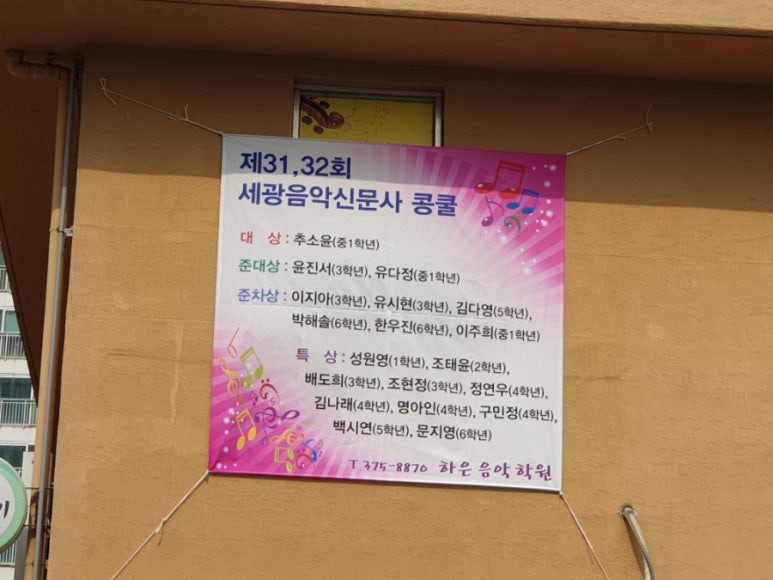 제31,32회
세광음악신문사 콩쿨
대 상 : 추소윤(중1학년)
준대상 : 윤진서(3학년), 유다정(중1학년)
준차상 : 이지아(3학년), 유시현(3학년), 김다영(5학년),
박해솔(6학년), 한우진(6학년), 이주희(중1학년)
특 상 : 성원영(1학년), 조태윤(2학년),
배도희(3학년), 조현정(3학년), 정연우(4학년),
김나래(4학년), 명아인(4학년), 구민정(4학년),
백시연(5학년), 문지영(6학년)
T 375-8870 하은음악학원